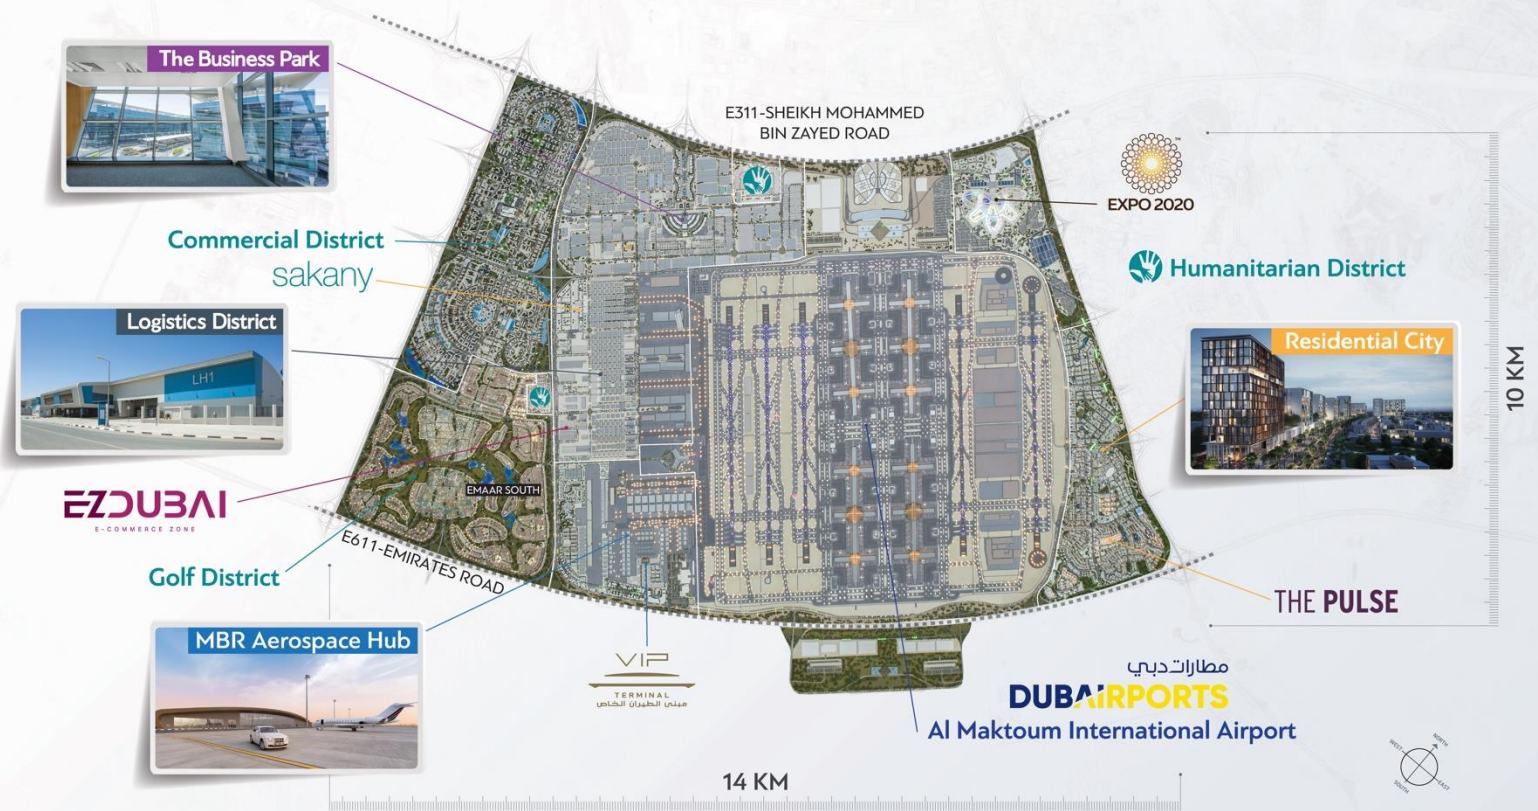 The Business Park
E311-SHEIKH MOHAMMED
BIN ZAYED ROAD
EXPO 2020
Commercial District
sakany
Humanitarian District
Logistics District
LH1
Residential City
10 KM
EZDUBAI
E-COMMERCE ZONE
EMAAR SOUTH
E611-EMIRATES ROAD
Golf District
THE PULSE
MBR Aerospace Hub
VIP
TERMINAL
مبنى الطيران الخاص
مطارات دبي
DUBAIRPORTS
Al Maktoum International Airport
14 KM
NORTH
WEST
EAST
SOUTH